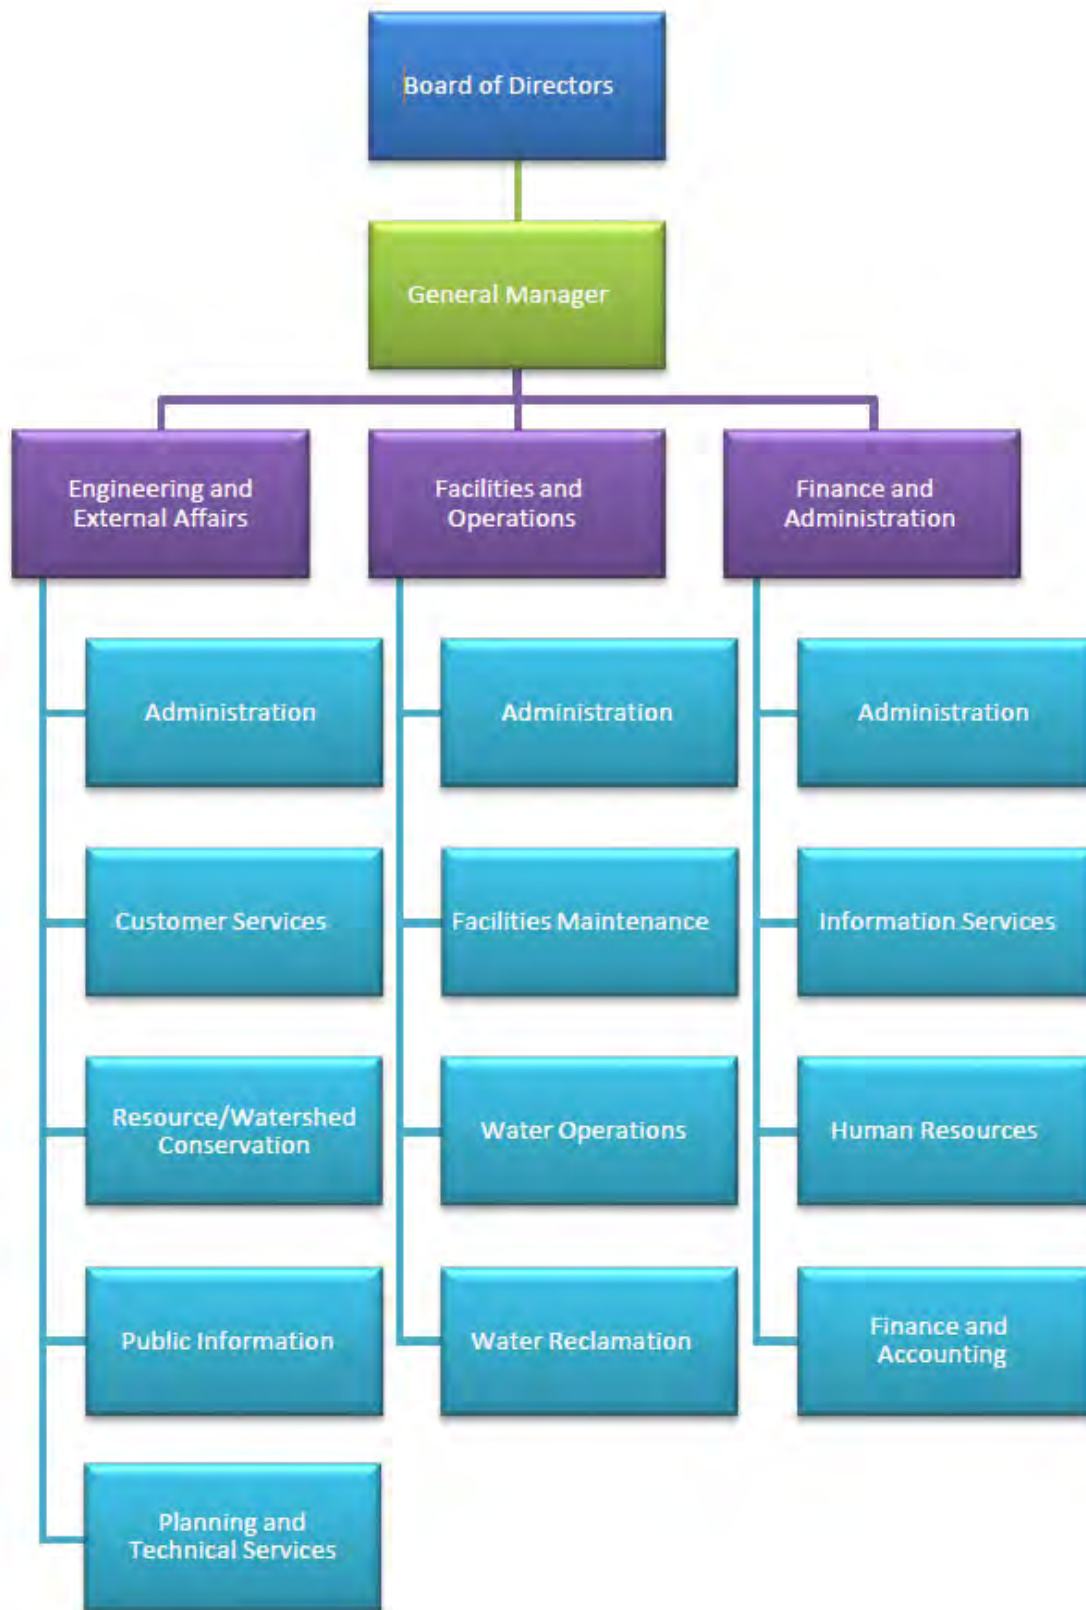 Board of Directors
General Manager
Engineering and
External Affairs
Facilities and
Operations
Finance and
Administration
Administration
Administration
Administration
Customer Services
Facilities Maintenance
Information Services
Resource/Watershed
Conservation
Water Operations
Human Resources
Public Information
Water Reclamation
Finance and
Accounting
Planning and
Technical Services